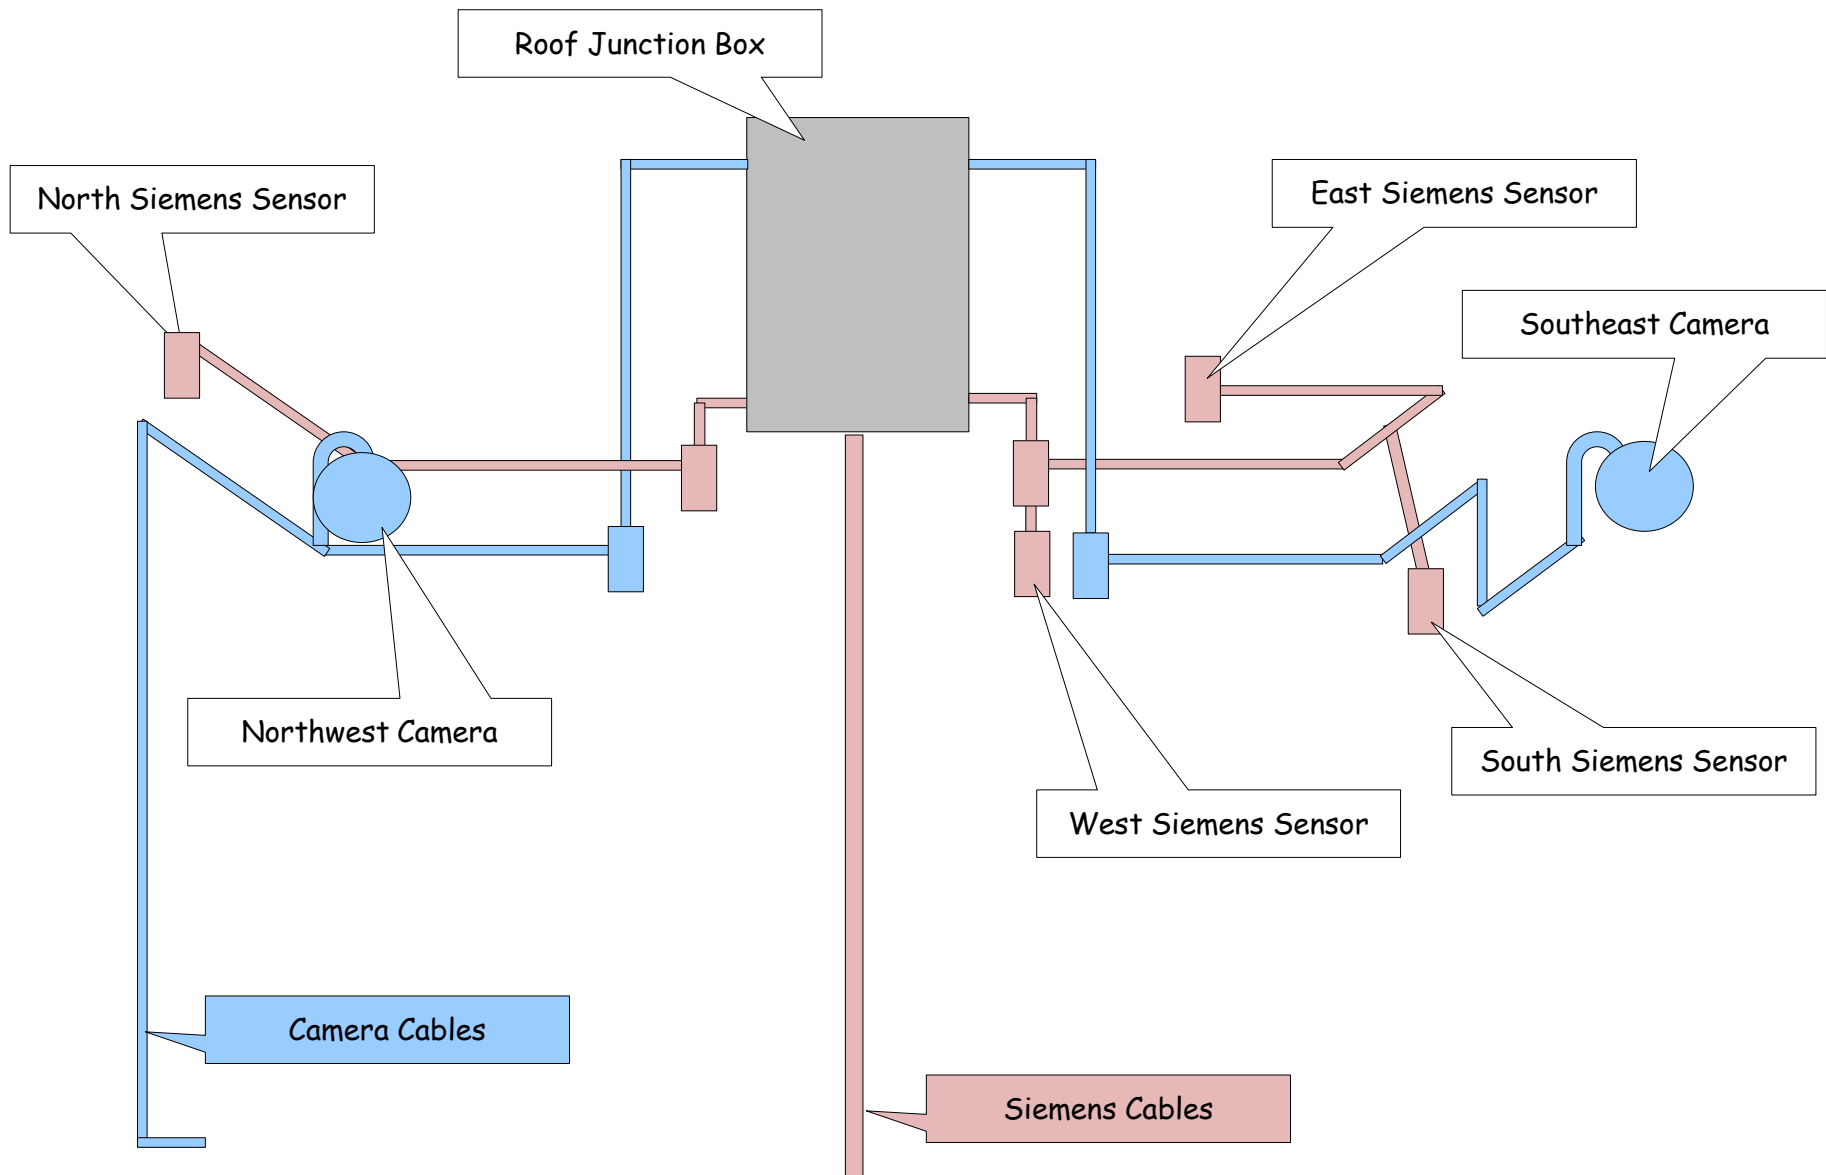 Roof Junction Box
North Siemens Sensor
East Siemens Sensor
Southeast Camera
Northwest Camera
South Siemens Sensor
West Siemens Sensor
Camera Cables
Siemens Cables